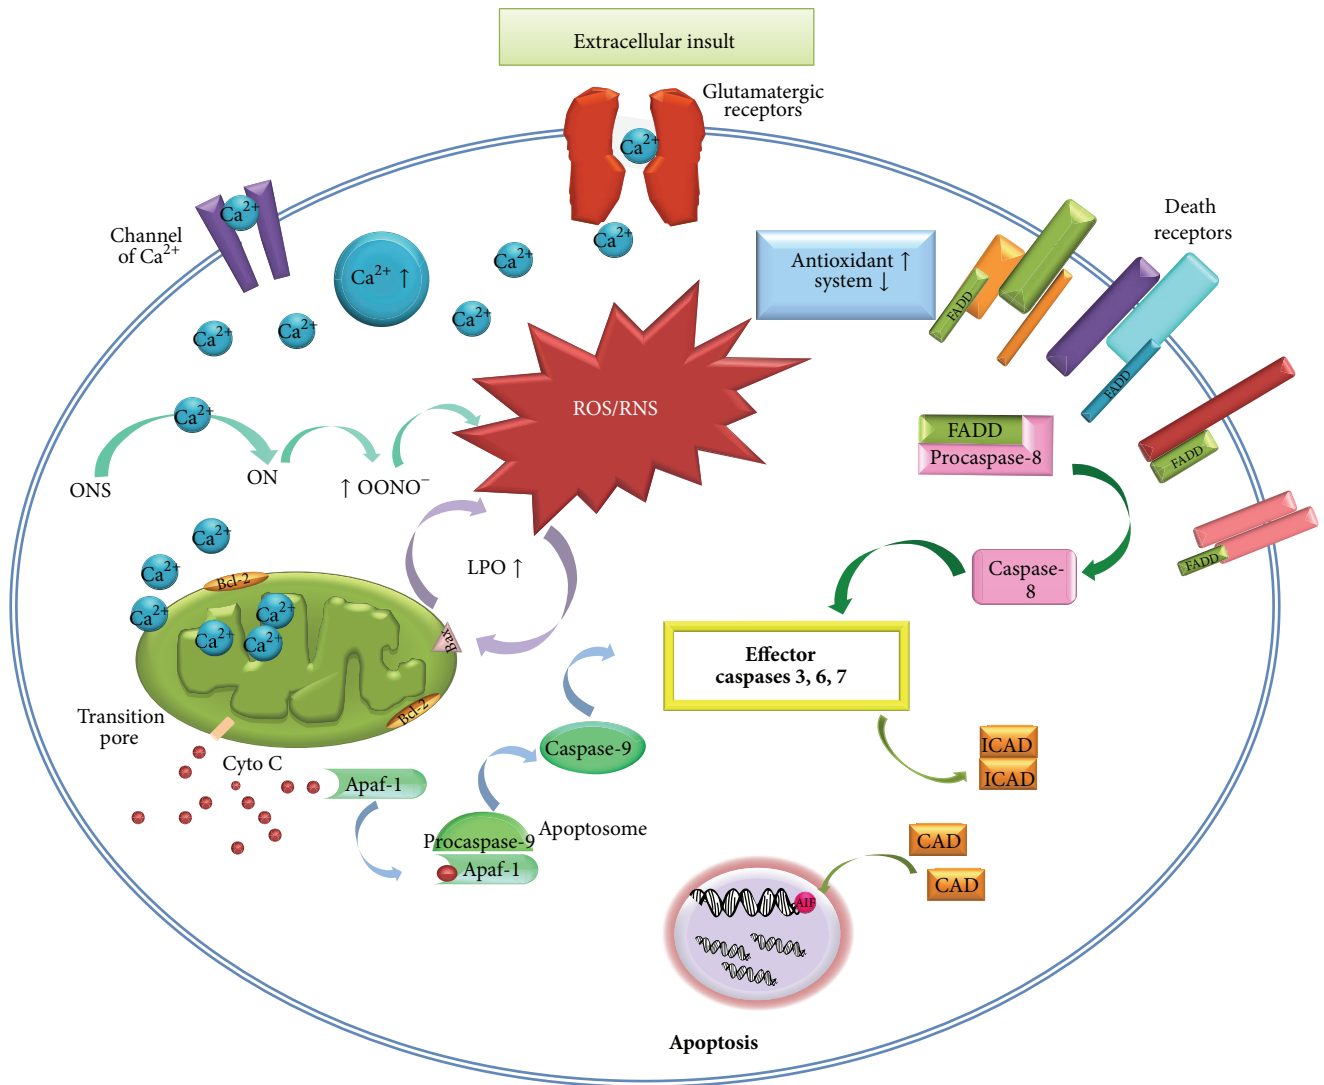 Extracellular insult
Glutamatergic
receptors
Ca2+
Ca2+
Channel
of Ca2+
Ca2+
Ca2+
Ca2+ ↑
Ca2+
Ca2+
Ca2+
Ca2+
Antioxidant ↑
system ↓
Death
receptors
FADD
FADD
FADD
FADD
ROS/RNS
Ca2+
ONS
ON
↑ OONO−
FADD
Procaspase-8
Caspase-
8
LPO ↑
Ca2+
Ca2+
Ca2+
Bcl-2
Ca2+
Ca2+
Ca2+
Bax
Bcl-2
Effector
caspases 3, 6, 7
Transition
pore
Cyto C
Apaf-1
Caspase-9
Procaspase-9
Apoptosome
Apaf-1
ICAD
ICAD
CAD
CAD
AIF
Apoptosis